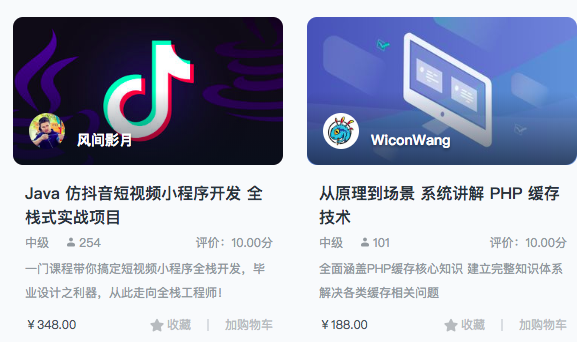 风间影月
Java 仿抖音短视频小程序开发 全
栈式实战项目
中级 254 评价：10.00分
一门课程带你搞定短视频小程序全栈开发，毕
业设计之利器，从此走向全栈工程师！
￥348.00 收藏 | 加购物车
WiconWang
从原理到场景 系统讲解 PHP 缓存
技术
中级 101 评价：10.00分
全面涵盖PHP缓存核心知识 建立完整知识体系
解决各类缓存相关问题
￥188.00 收藏 | 加购物车